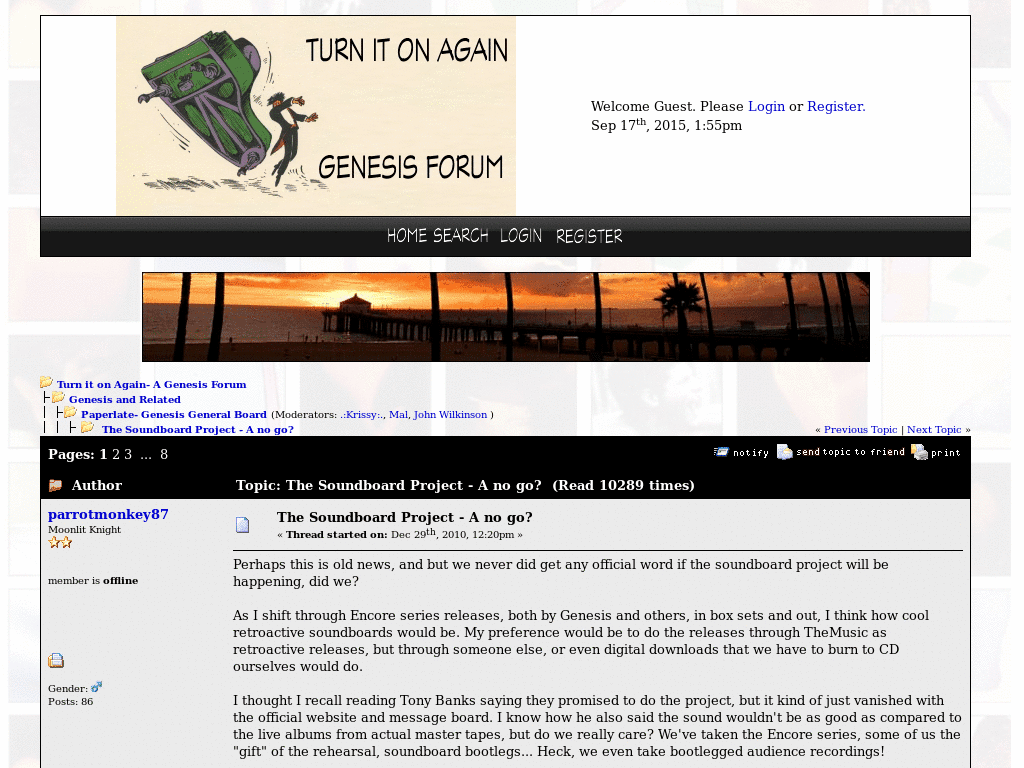 TURN IT ON AGAIN
GENESIS FORUM
Welcome Guest. Please Login or Register.
Sep 17th, 2015, 1:55pm
HOME SEARCH LOGIN REGISTER
Turn it on Again- A Genesis Forum
Genesis and Related
Paperlate- Genesis General Board (Moderators: .:Krissy:., Mal, John Wilkinson )
The Soundboard Project - A no go?
« Previous Topic | Next Topic »
Pages: 1 2 3 ... 8
notify send topic to friend print
Author
Topic: The Soundboard Project - A no go? (Read 10289 times)
parrotmonkey87
Moonlit Knight
member is offline
Gender:
Posts: 86
The Soundboard Project - A no go?
« Thread started on: Dec 29th, 2010, 12:20pm »
Perhaps this is old news, and but we never did get any official word if the soundboard project will be
happening, did we?
As I shift through Encore series releases, both by Genesis and others, in box sets and out, I think how cool
retroactive soundboards would be. My preference would be to do the releases through TheMusic as
retroactive releases, but through someone else, or even digital downloads that we have to burn to CD
ourselves would do.
I thought I recall reading Tony Banks saying they promised to do the project, but it kind of just vanished with
the official website and message board. I know how he also said the sound wouldn't be as good as compared to
the live albums from actual master tapes, but do we really care? We've taken the Encore series, some of us the
"gift" of the rehearsal, soundboard bootlegs... Heck, we even take bootlegged audience recordings!